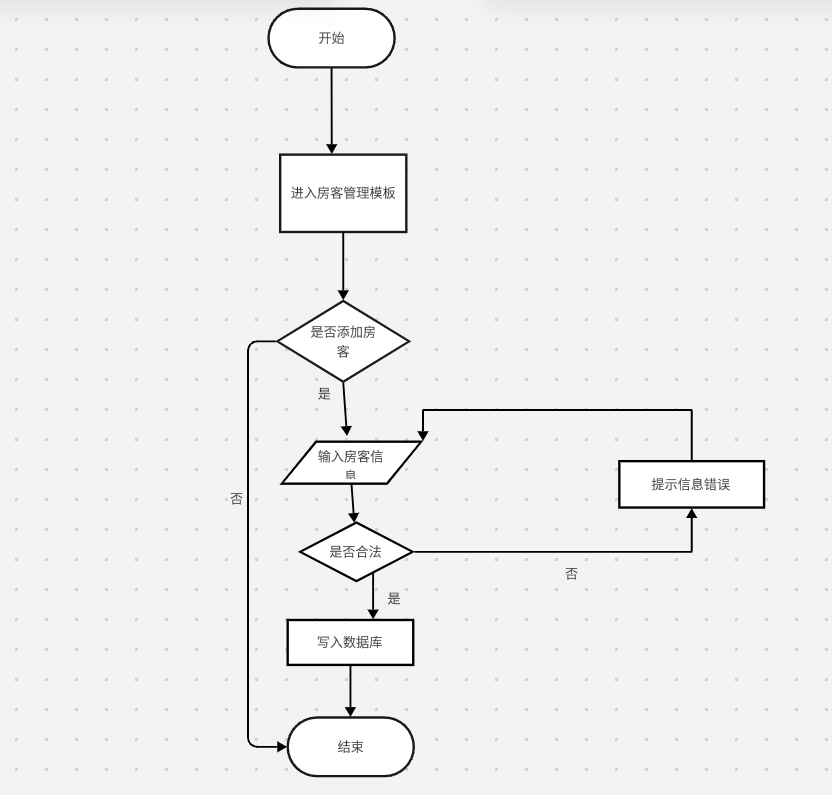 开始
进入房客管理模板
是否添加房
客
是
输入房客信
息
提示信息错误
否
是否合法
否
是
写入数据库
结束